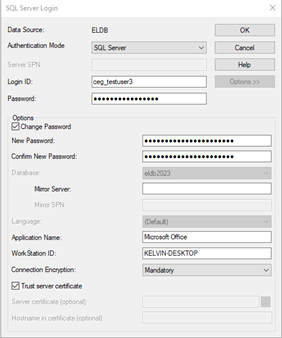 SQL Server Login
Data Source: ELDB OK
Authentication Mode SQL Server Cancel
Server SPN Help
Login ID: ceg_testuser3 Options >>
Password: ••••••••••••••••
Options
Change Password
New Password: ••••••••••••••••••••••
Confirm New Password: ••••••••••••••••••••••
Database: eldb2023
Mirror Server:
Mirror SPN
Language: (Default)
Application Name: Microsoft Office
WorkStation ID: KELVIN-DESKTOP
Connection Encryption: Mandatory
Trust server certificate
Server certificate (optional) ...
Hostname in certificate (optional)